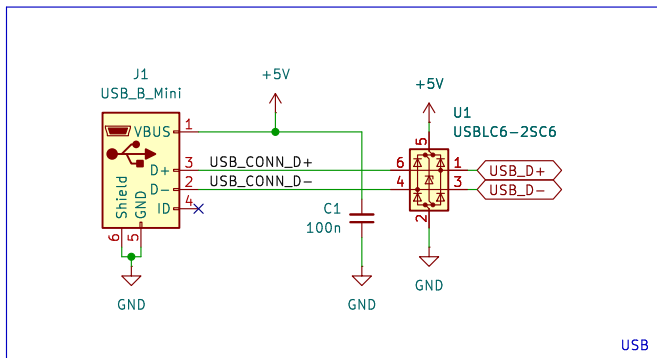 J1
USB_B_Mini
+5V
+5V
U1
USBLC6-2SC6
VBUS 1
5
D+ 3 USB_CONN_D+ 6 1 USB_D+
D- 2 USB_CONN_D- 4 3 USB_D-
ID 4
Shield
GND
C1
100n
2
6 5
GND
GND
GND
USB